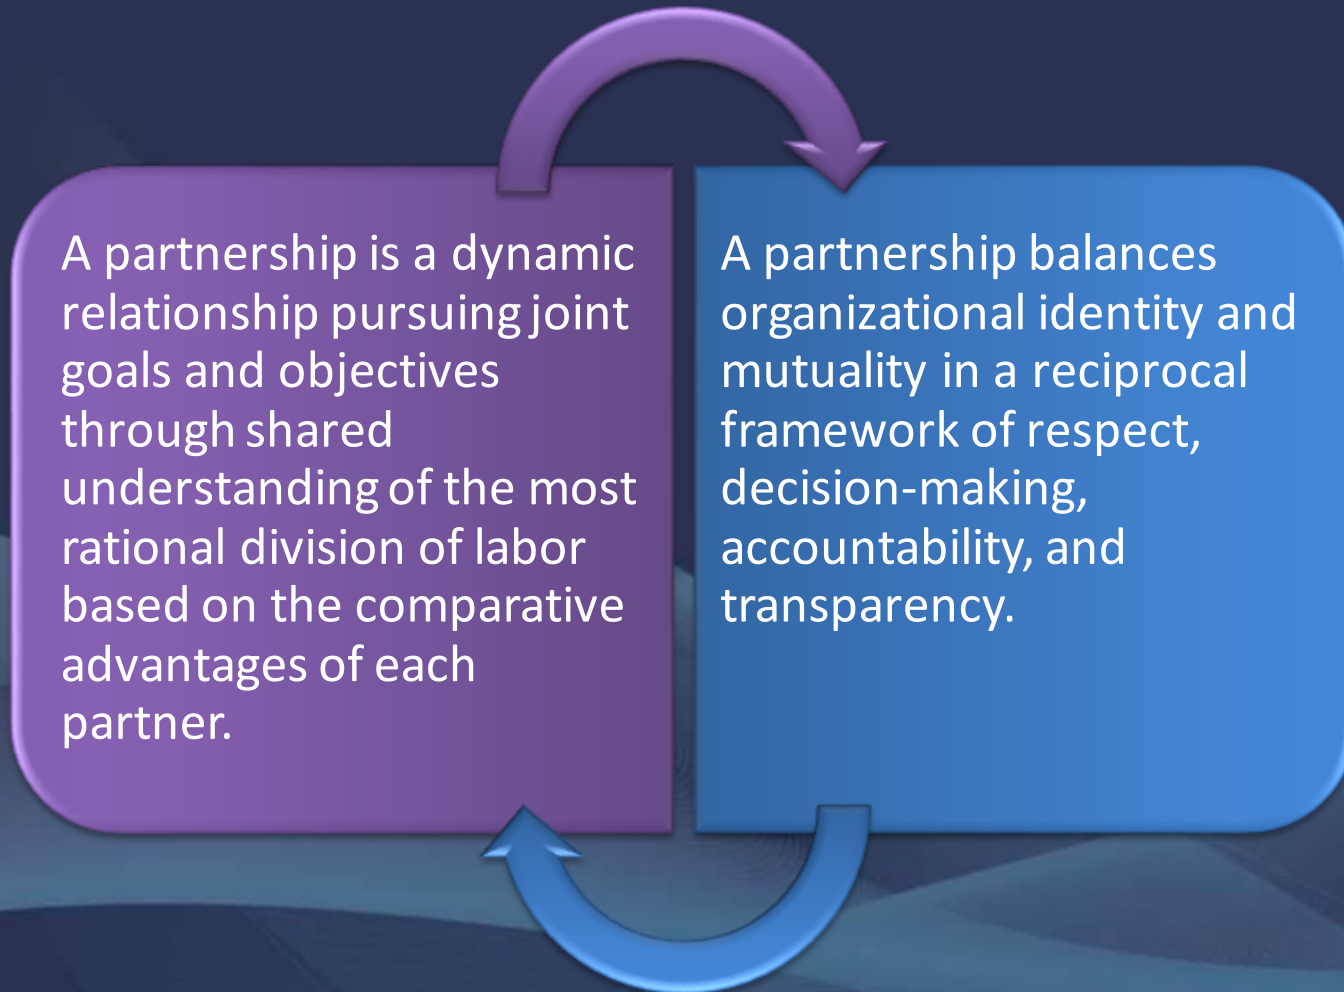 A partnership is a dynamic
relationship pursuing joint
goals and objectives
through shared
understanding of the most
rational division of labor
based on the comparative
advantages of each
partner.
A partnership balances
organizational identity and
mutuality in a reciprocal
framework of respect,
decision-making,
accountability, and
transparency.